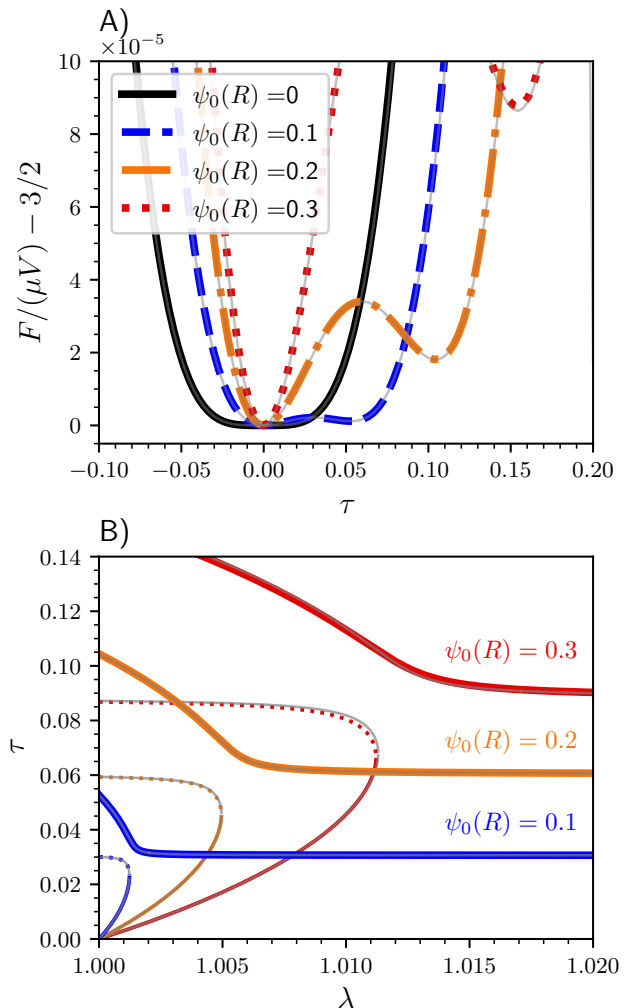 A)
×10⁻⁵
10
8
6
4
2
0
F/(μV) − 3/2
ψ₀(R) =0
ψ₀(R) =0.1
ψ₀(R) =0.2
ψ₀(R) =0.3
−0.10 −0.05 0.00 0.05 0.10 0.15 0.20
τ
B)
0.14
0.12
0.10
0.08
0.06
0.04
0.02
0.00
τ
ψ₀(R) = 0.3
ψ₀(R) = 0.2
ψ₀(R) = 0.1
1.000 1.005 1.010 1.015 1.020
λ